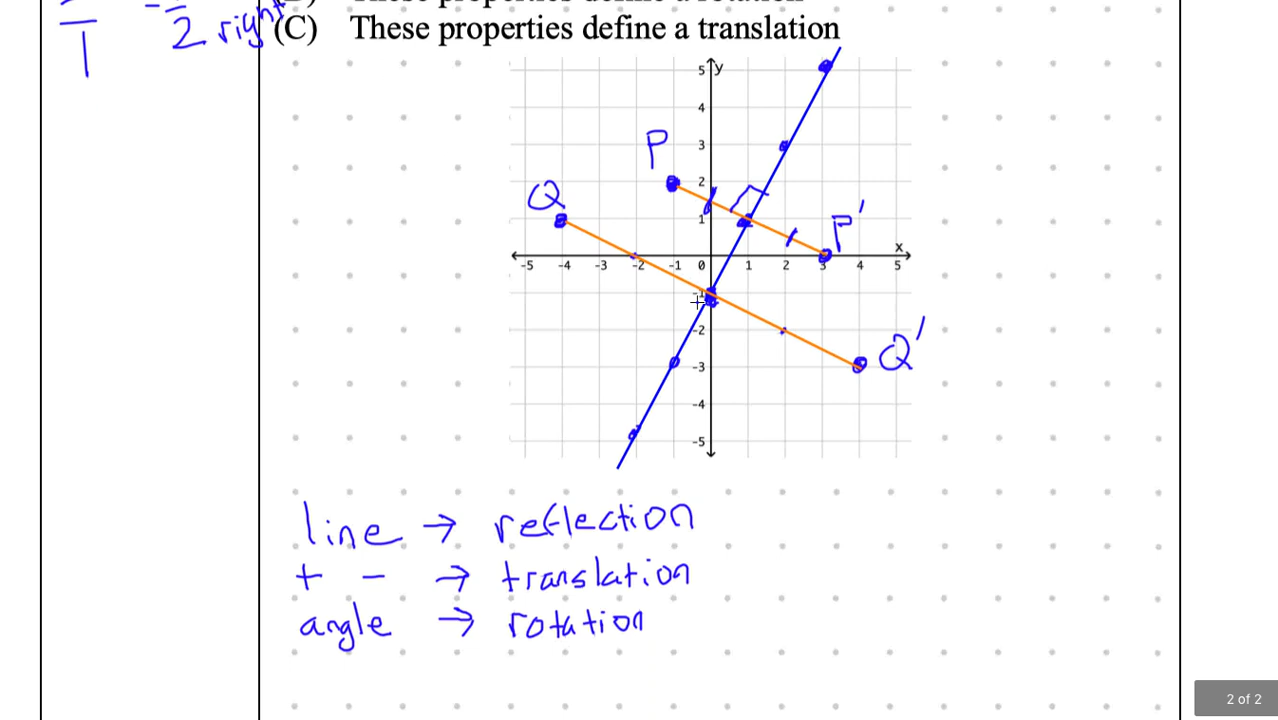 2 right
1
(C) These properties define a translation
5 y
4
P 3
Q 2
1 P'
x
-5 -4 -3 -2 -1 0 1 2 3 4 5
-1
-2 Q'
-3
-4
-5
line → reflection
+ - → translation
angle → rotation
2 of 2